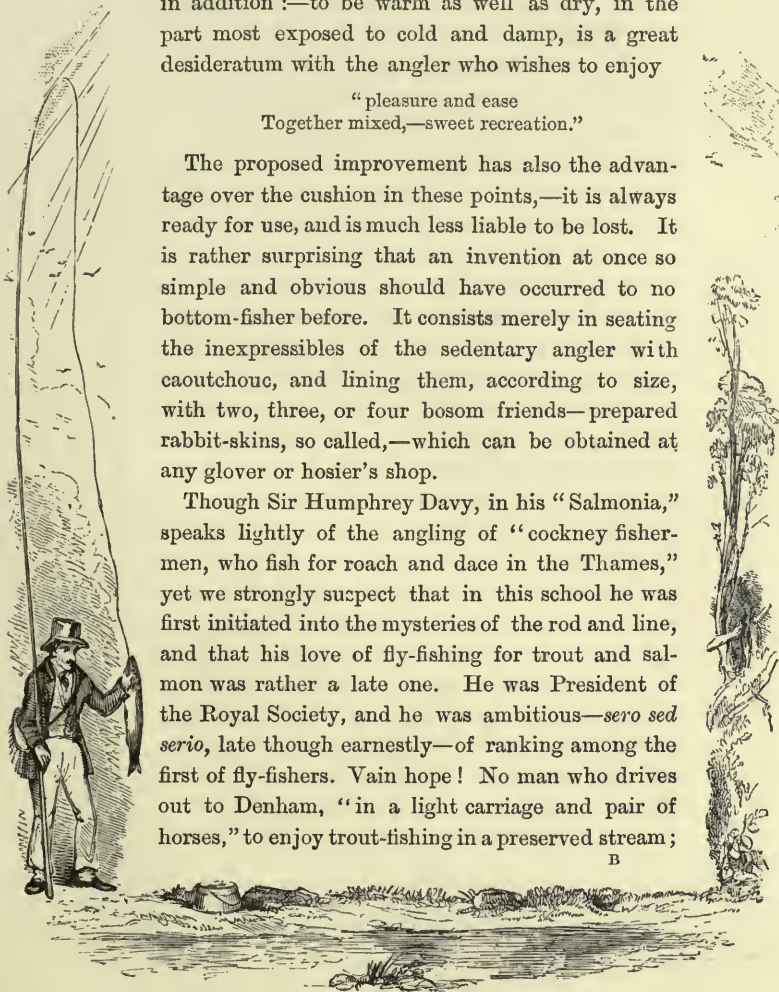 in addition :—to be warm as well as dry, in the
part most exposed to cold and damp, is a great
desideratum with the angler who wishes to enjoy
“pleasure and ease
Together mixed,—sweet recreation.”
The proposed improvement has also the advan-
tage over the cushion in these points,—it is always
ready for use, and is much less liable to be lost. It
is rather surprising that an invention at once so
simple and obvious should have occurred to no
bottom-fisher before. It consists merely in seating
the inexpressibles of the sedentary angler with
caoutchouc, and lining them, according to size,
with two, three, or four bosom friends—prepared
rabbit-skins, so called,—which can be obtained at
any glover or hosier’s shop.
Though Sir Humphrey Davy, in his “Salmonia,”
speaks lightly of the angling of “cockney fisher-
men, who fish for roach and dace in the Thames,”
yet we strongly suspect that in this school he was
first initiated into the mysteries of the rod and line,
and that his love of fly-fishing for trout and sal-
mon was rather a late one. He was President of
the Royal Society, and he was ambitious—sero sed
serio, late though earnestly—of ranking among the
first of fly-fishers. Vain hope! No man who drives
out to Denham, “in a light carriage and pair of
horses,” to enjoy trout-fishing in a preserved stream;
B